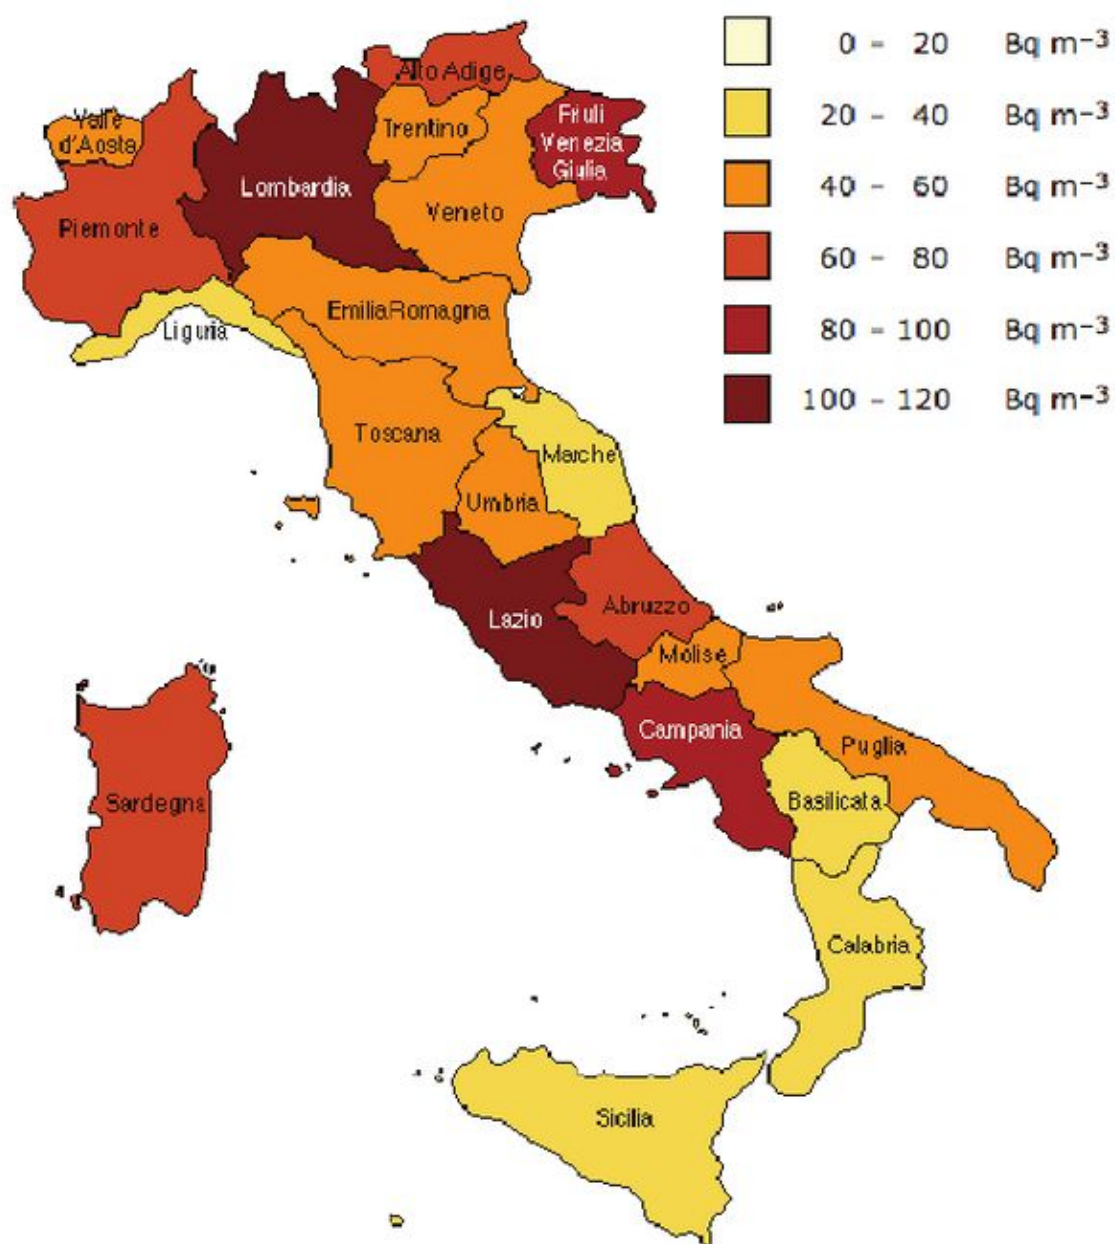 0 – 20 Bq m⁻³
20 – 40 Bq m⁻³
40 – 60 Bq m⁻³
60 – 80 Bq m⁻³
80 – 100 Bq m⁻³
100 – 120 Bq m⁻³
Alto Adige
Valle
d'Aosta
Trentino
Friuli
Venezia
Giulia
Lombardia
Piemonte
Veneto
EmiliaRomagna
Liguria
Toscana
Marche
Umbria
Lazio
Abruzzo
Molise
Campania
Puglia
Basilicata
Sardegna
Calabria
Sicilia